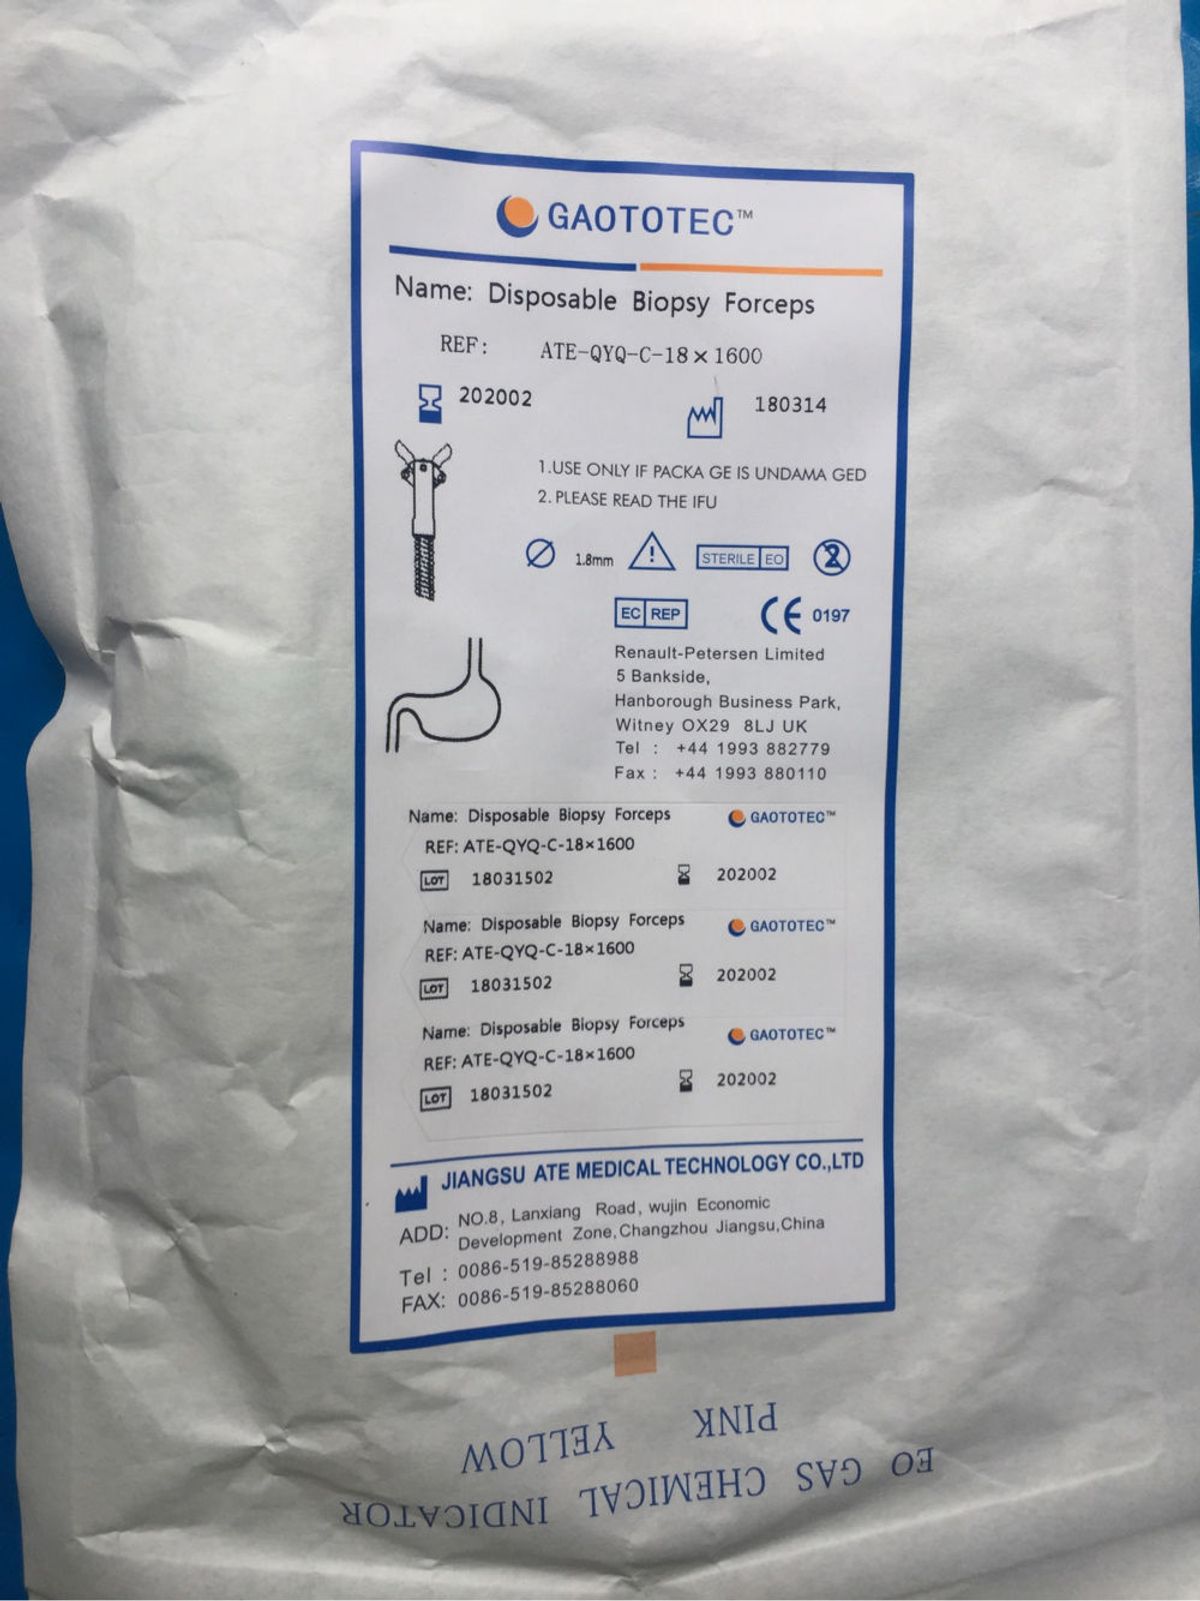 GAOTOTEC™
Name: Disposable Biopsy Forceps
REF: ATE-QYQ-C-18×1600
202002 180314
1.USE ONLY IF PACKA GE IS UNDAMA GED
2. PLEASE READ THE IFU
Ø 1.8mm ! STERILE EO 2
EC REP CE 0197
Renault-Petersen Limited
5 Bankside,
Hanborough Business Park,
Witney OX29 8LJ UK
Tel : +44 1993 882779
Fax : +44 1993 880110
Name: Disposable Biopsy Forceps GAOTOTEC™
REF: ATE-QYQ-C-18×1600
LOT 18031502 202002
Name: Disposable Biopsy Forceps GAOTOTEC™
REF: ATE-QYQ-C-18×1600
LOT 18031502 202002
Name: Disposable Biopsy Forceps GAOTOTEC™
REF: ATE-QYQ-C-18×1600
LOT 18031502 202002
JIANGSU ATE MEDICAL TECHNOLOGY CO.,LTD
ADD: NO.8, Lanxiang Road, wujin Economic
Development Zone,Changzhou Jiangsu,China
Tel : 0086-519-85288988
FAX: 0086-519-85288060
EO GAS CHEMICAL INDICATOR
PINK YELLOW